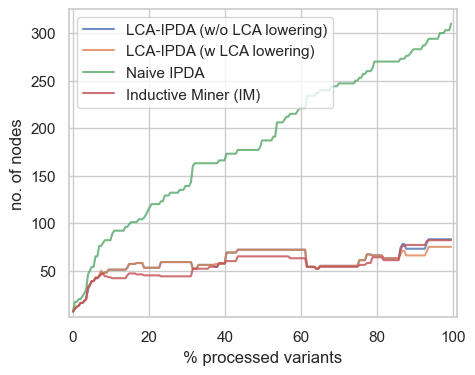 LCA-IPDA (w/o LCA lowering)
LCA-IPDA (w LCA lowering)
Naive IPDA
Inductive Miner (IM)
no. of nodes
300
250
200
150
100
50
0
20
40
60
80
100
% processed variants